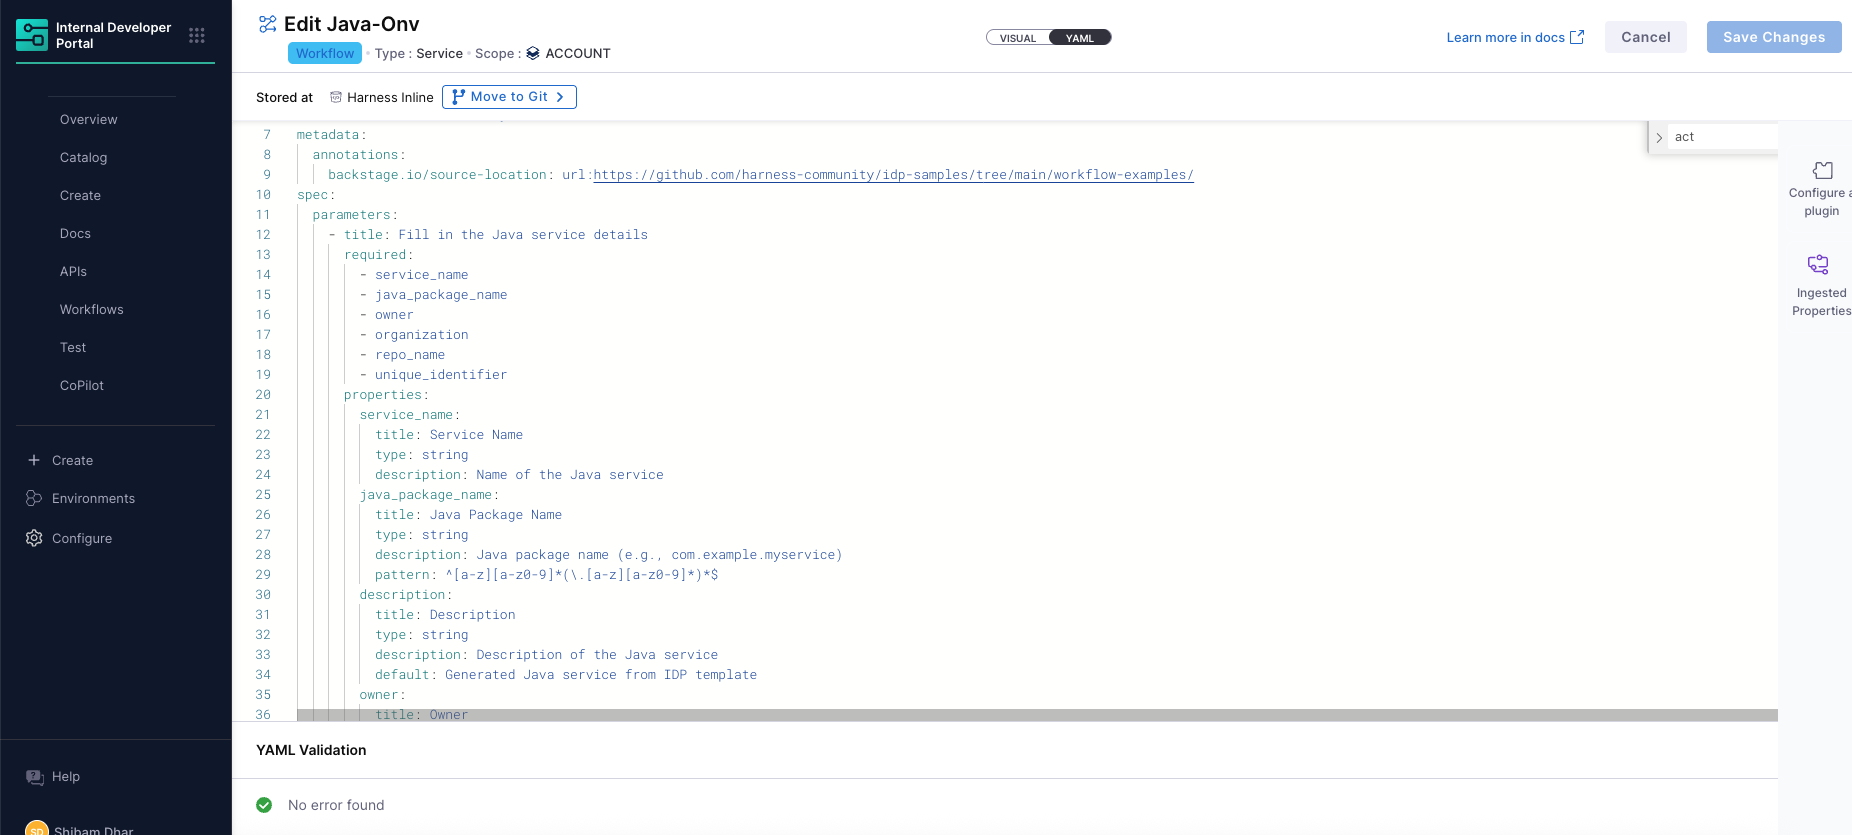 Internal Developer
Portal
Overview
Catalog
Create
Docs
APIs
Workflows
Test
CoPilot
Create
Environments
Configure
Help
SD Shibam Dhar
Edit Java-Onv
Workflow Type : Service Scope : ACCOUNT
VISUAL YAML
Learn more in docs
Cancel
Save Changes
Stored at Harness Inline Move to Git
7 metadata:
8 annotations:
9 backstage.io/source-location: url:https://github.com/harness-community/idp-samples/tree/main/workflow-examples/
10 spec:
11 parameters:
12 - title: Fill in the Java service details
13 required:
14 - service_name
15 - java_package_name
16 - owner
17 - organization
18 - repo_name
19 - unique_identifier
20 properties:
21 service_name:
22 title: Service Name
23 type: string
24 description: Name of the Java service
25 java_package_name:
26 title: Java Package Name
27 type: string
28 description: Java package name (e.g., com.example.myservice)
29 pattern: ^[a-z][a-z0-9]*(\.[a-z][a-z0-9]*)*$
30 description:
31 title: Description
32 type: string
33 description: Description of the Java service
34 default: Generated Java service from IDP template
35 owner:
36 title: Owner
act
Configure a
plugin
Ingested
Properties
YAML Validation
No error found